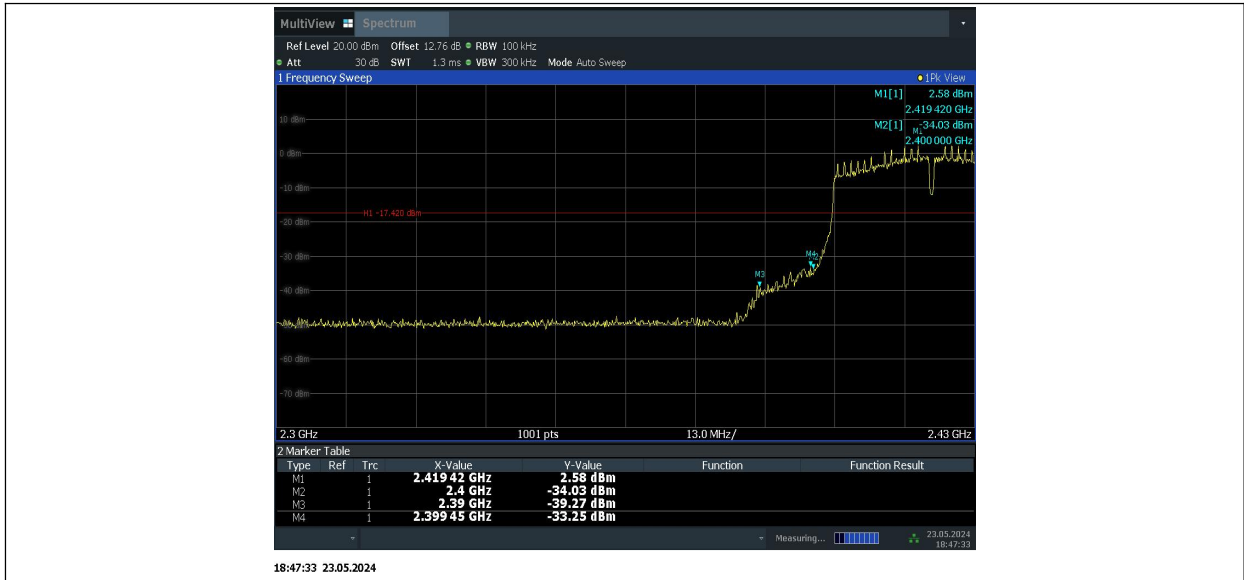 MultiView Spectrum
Ref Level 20.00 dBm Offset 12.76 dB RBW 100 kHz
Att 30 dB SWT 1.3 ms VBW 300 kHz Mode Auto Sweep
1 Frequency Sweep 1Pk View
M1[1] 2.58 dBm
2.419 420 GHz
M2[1] -34.03 dBm
2.400 000 GHz
M1
10 dBm
0 dBm
-10 dBm
H1 -17.420 dBm
-20 dBm
-30 dBm
M4
M3
-40 dBm
-60 dBm
-70 dBm
2.3 GHz 1001 pts 13.0 MHz/ 2.43 GHz
2 Marker Table
Type Ref Trc X-Value Y-Value Function Function Result
M1 1 2.419 42 GHz 2.58 dBm
M2 1 2.4 GHz -34.03 dBm
M3 1 2.39 GHz -39.27 dBm
M4 1 2.399 45 GHz -33.25 dBm
Measuring... 23.05.2024
18:47:33
18:47:33 23.05.2024